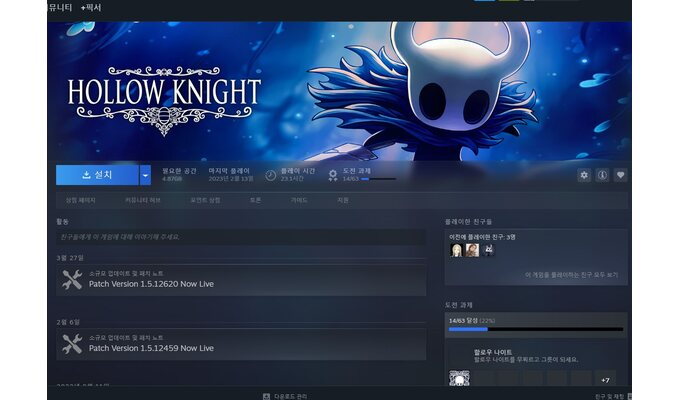 커뮤니티 +픽서
HOLLOW KNIGHT
설치
필요한 공간
마지막 플레이
플레이 시간
도전 과제
2023년 2월 13일
23.1시간
14/63
상점 페이지
커뮤니티 허브
포인트 상점
토론
가이드
지원
활동
친구들에게 이 게임에 대해 이야기해 주세요.
3월 27일
소규모 업데이트 및 패치 노트
Patch Version 1.5.12620 Now Live
2월 6일
소규모 업데이트 및 패치 노트
Patch Version 1.5.12459 Now Live
플레이한 친구들
이전에 플레이한 친구: 3명
이 게임을 플레이하는 친구 모두 보기
도전 과제
14/63 달성 (22%)
할로우 나이트
할로우 나이트를 무찌르고 그릇이 되세요.
+7
다운로드 관리
친구 및 채팅